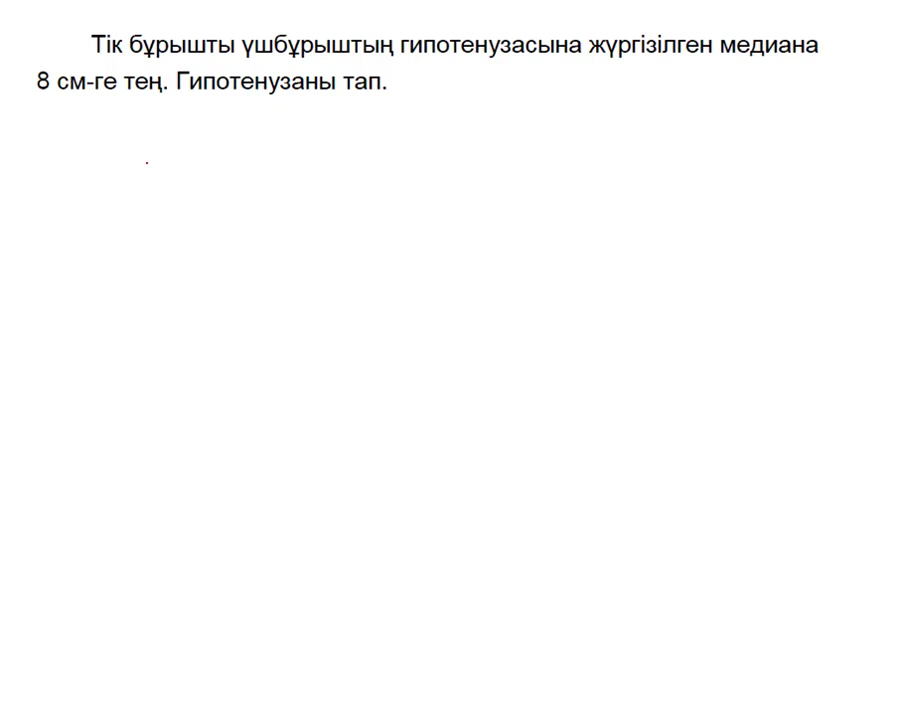 Тік бұрышты үшбұрыштың гипотенузасына жүргізілген медиана
8 см-ге тең. Гипотенузаны тап.